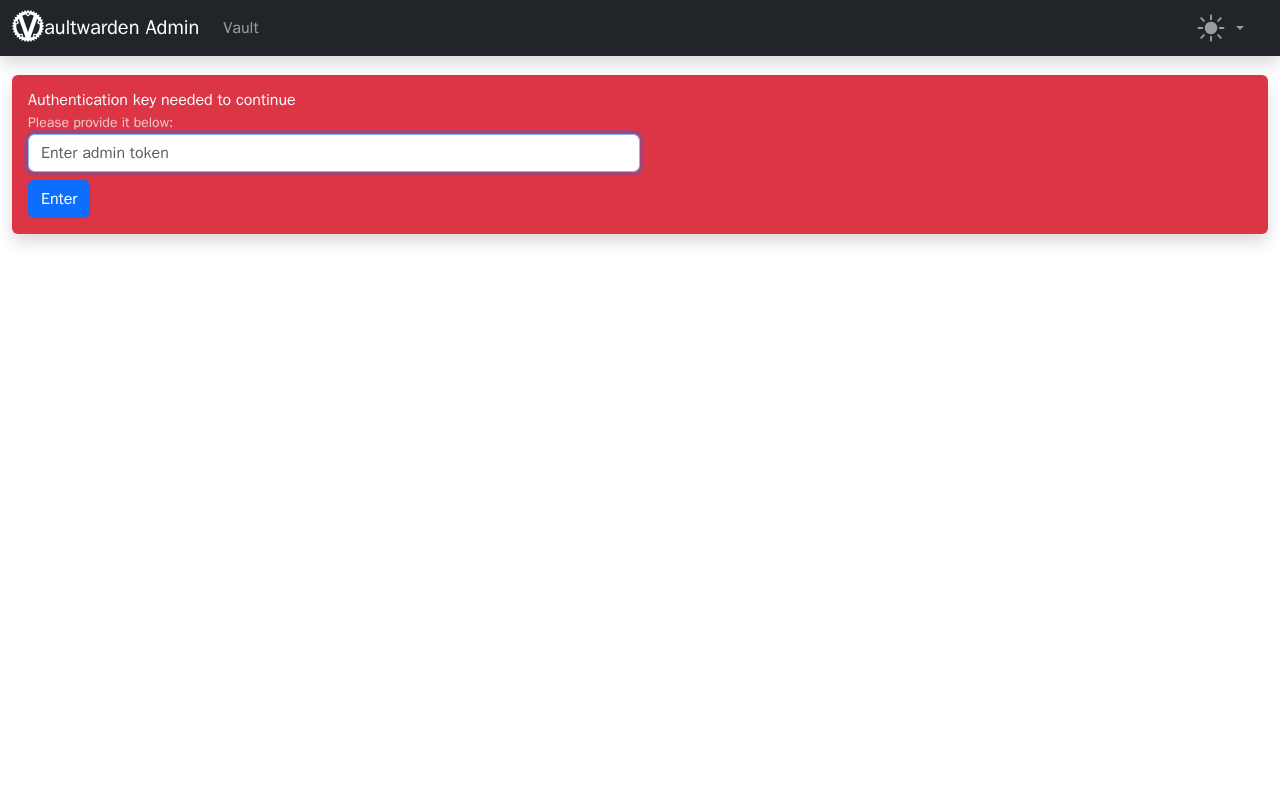 Vaultwarden Admin
Vault
Authentication key needed to continue
Please provide it below:
Enter admin token
Enter